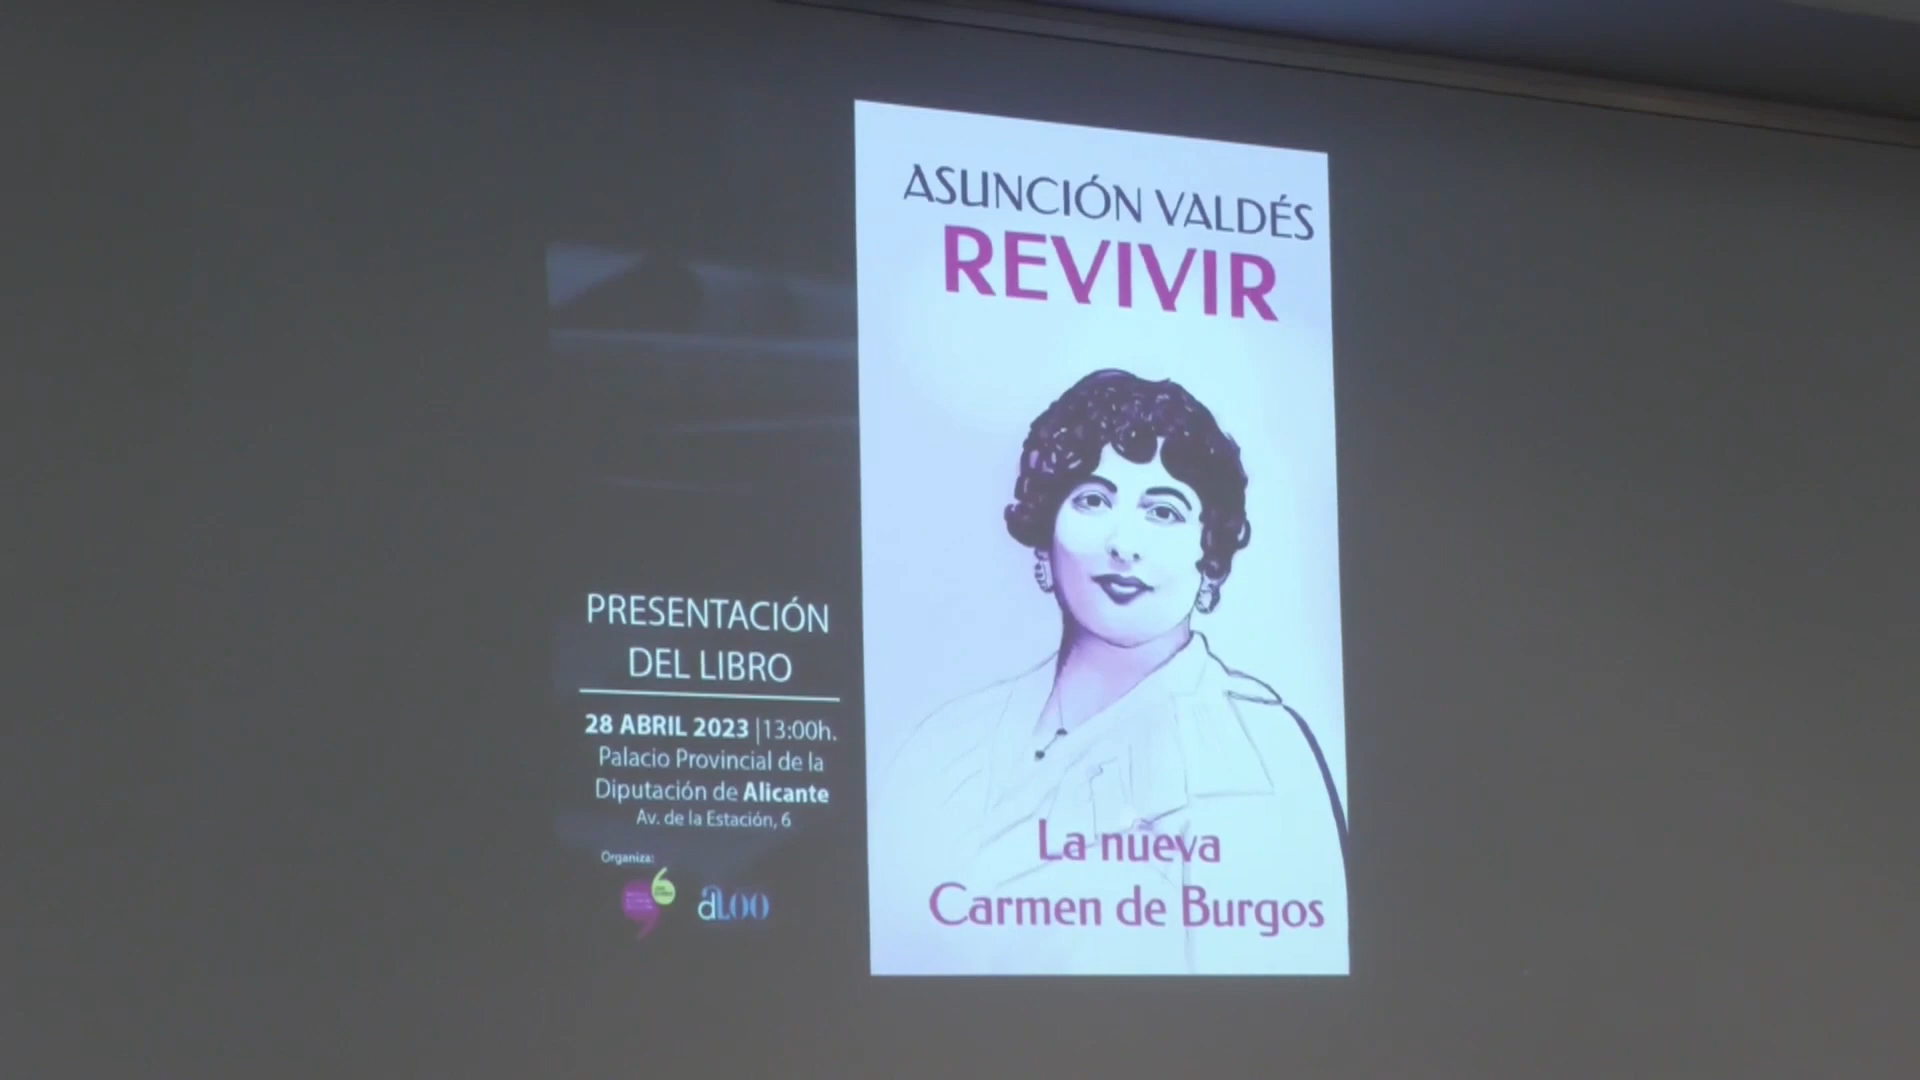 ASUNCIÓN VALDÉS
REVIVIR
La nueva
Carmen de Burgos
PRESENTACIÓN
DEL LIBRO
28 ABRIL 2023 |13:00h.
Palacio Provincial de la
Diputación de Alicante
Av. de la Estación, 6
Organiza: